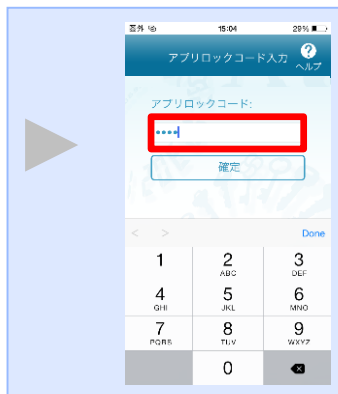 圏外 15:04 29%
アプリロックコード入力 ?
ヘルプ
アプリロックコード:
••••
確定
< > Done
1 2 3
ABC DEF
4 5 6
GHI JKL MNO
7 8 9
PQRS TUV WXYZ
0